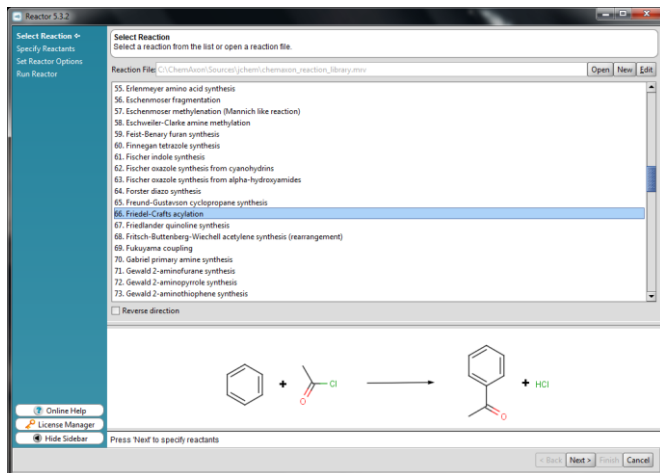 Reactor 5.3.2
Select Reaction
Specify Reactants
Set Reactor Options
Run Reactor
Select Reaction
Select a reaction from the list or open a reaction file.
Reaction File: C:\ChemAxon\Sources\jchem\chemaxon_reaction_library.mrv
Open New Edit
55. Erlenmeyer amino acid synthesis
56. Eschenmoser fragmentation
57. Eschenmoser methylenation (Mannich like reaction)
58. Eschweiler-Clarke amine methylation
59. Feist-Benary furan synthesis
60. Finnegan tetrazole synthesis
61. Fischer indole synthesis
62. Fischer oxazole synthesis from cyanohydrins
63. Fischer oxazole synthesis from alpha-hydroxyamides
64. Forster diazo synthesis
65. Freund-Gustavson cyclopropane synthesis
66. Friedel-Crafts acylation
67. Friedlander quinoline synthesis
68. Fritsch-Buttenberg-Wiechell acetylene synthesis (rearrangement)
69. Fukuyama coupling
70. Gabriel primary amine synthesis
71. Gewald 2-aminofurane synthesis
72. Gewald 2-aminopyrrole synthesis
73. Gewald 2-aminothiophene synthesis
Reverse direction
+ Cl O
O + HCl
Online Help
License Manager
Hide Sidebar
Press 'Next' to specify reactants
< Back Next > Finish Cancel